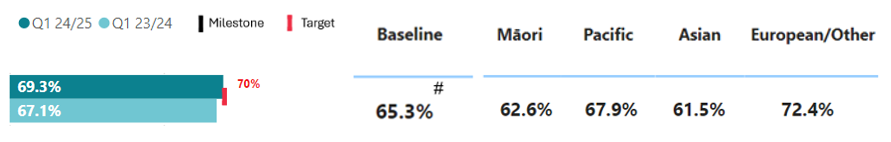 Q1 24/25 Q1 23/24 Milestone Target
Baseline Māori Pacific Asian European/Other
69.3% 70%
67.1%
#
65.3% 62.6% 67.9% 61.5% 72.4%